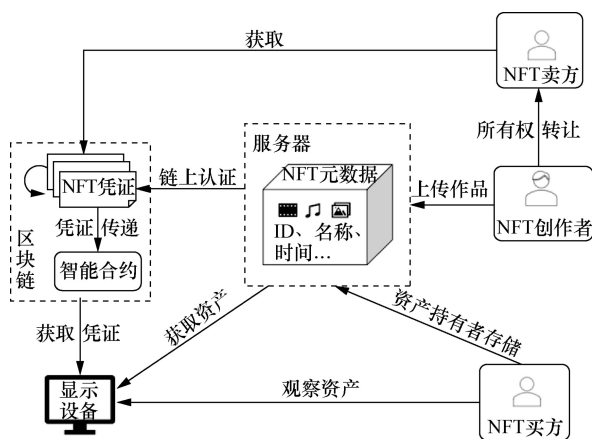 获取
NFT卖方
所有权 转让
服务器
NFT元数据
ID、名称、
时间...
链上认证
上传作品
NFT创作者
NFT凭证
凭证 传递
智能合约
区块链
获取 凭证
获取资产
资产持有者存储
显示
设备
观察资产
NFT买方